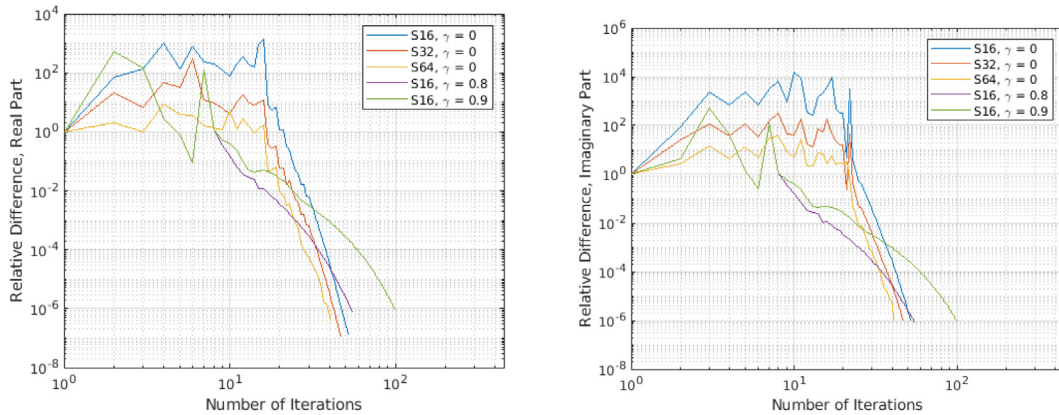 Relative Difference, Real Part
10^4
10^2
10^0
10^-2
10^-4
10^-6
10^-8
10^0
10^1
10^2
Number of Iterations
S16, γ = 0
S32, γ = 0
S64, γ = 0
S16, γ = 0.8
S16, γ = 0.9
Relative Difference, Imaginary Part
10^6
10^4
10^2
10^0
10^-2
10^-4
10^-6
10^-8
10^0
10^1
10^2
Number of Iterations
S16, γ = 0
S32, γ = 0
S64, γ = 0
S16, γ = 0.8
S16, γ = 0.9